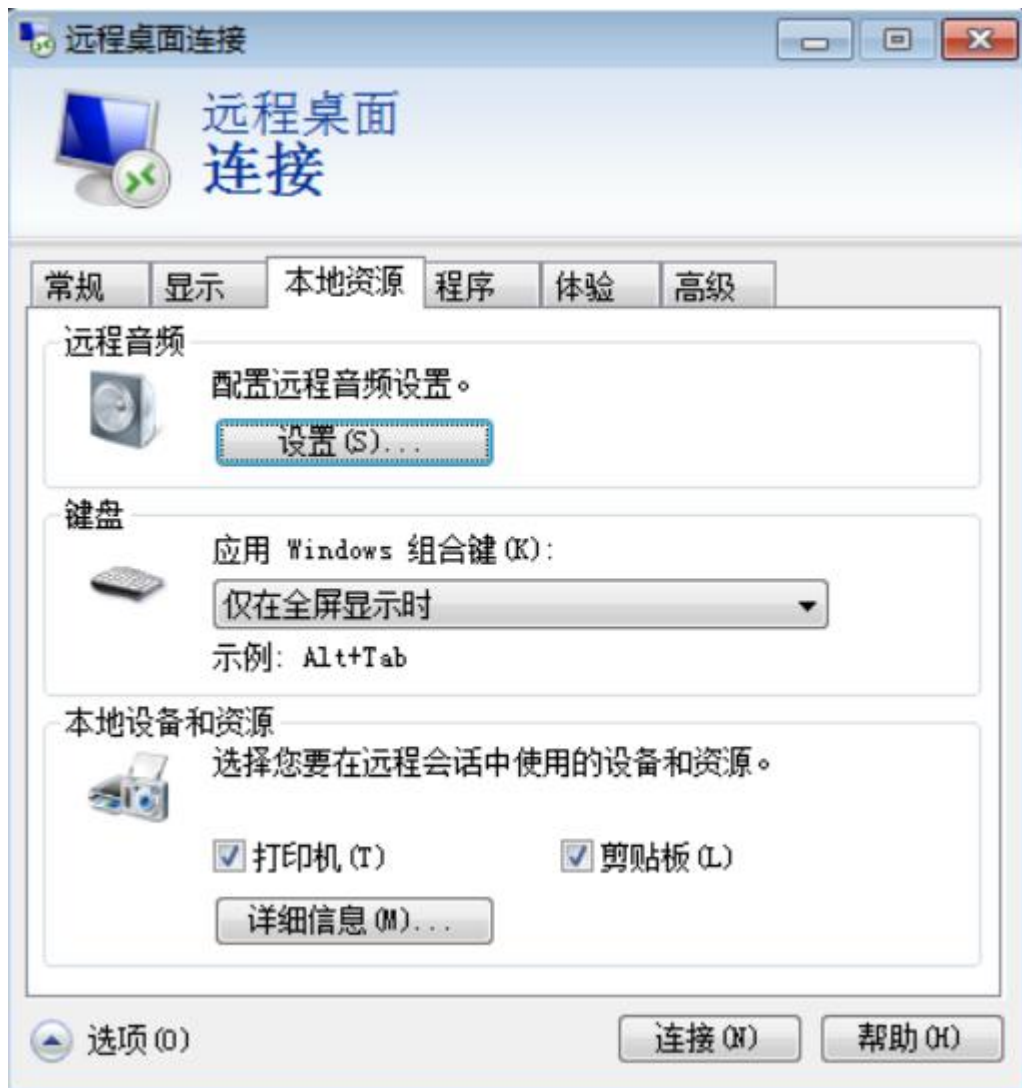 远程桌面连接
远程桌面
连接
常规 显示 本地资源 程序 体验 高级
远程音频
配置远程音频设置。
设置(S)...
键盘
应用 Windows 组合键(K):
仅在全屏显示时
示例: Alt+Tab
本地设备和资源
选择您要在远程会话中使用的设备和资源。
打印机(T) 剪贴板(L)
详细信息(M)...
选项(O) 连接(N) 帮助(H)